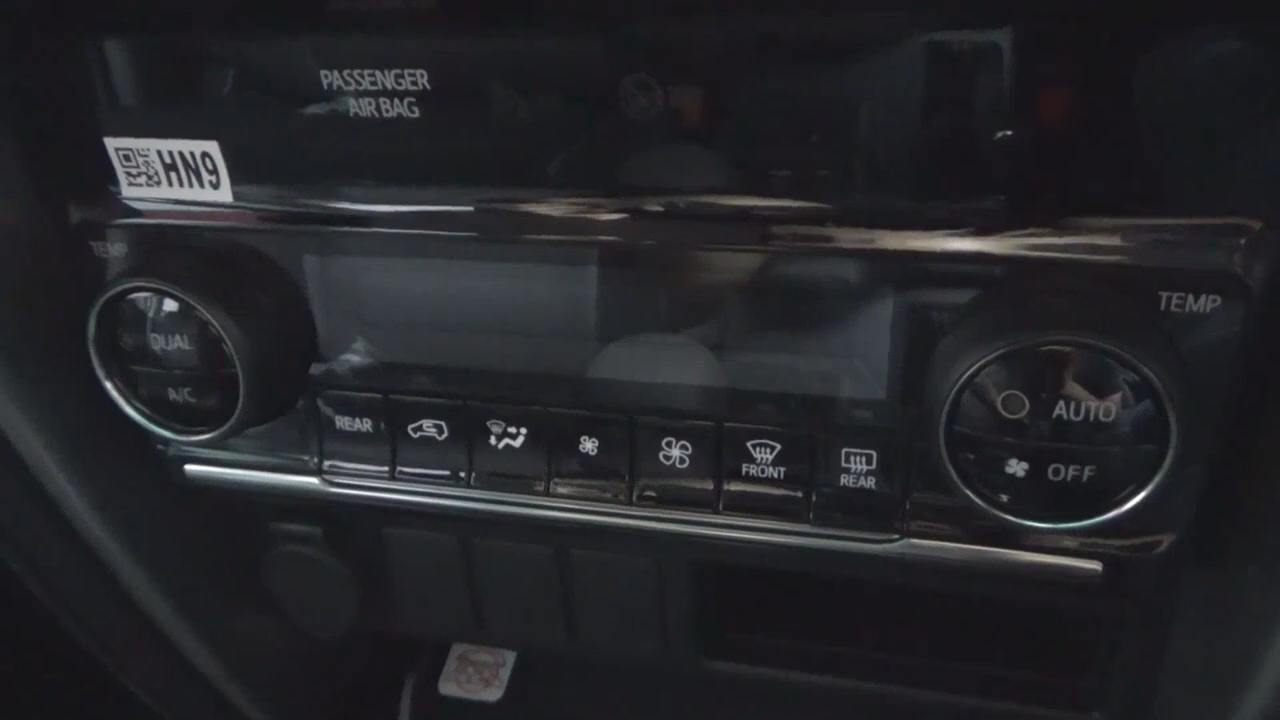 PASSENGER
AIR BAG
HN9
TEMP
TEMP
DUAL
A/C
REAR
FRONT
REAR
AUTO
OFF